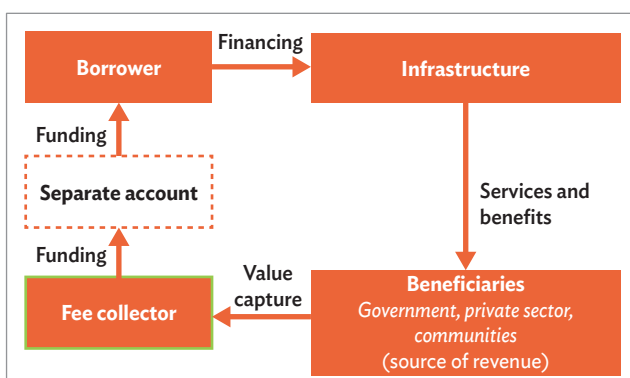 Financing
Borrower
Infrastructure
Funding
Separate account
Services and
benefits
Funding
Value
capture
Fee collector
Beneficiaries
Government, private sector,
communities
(source of revenue)